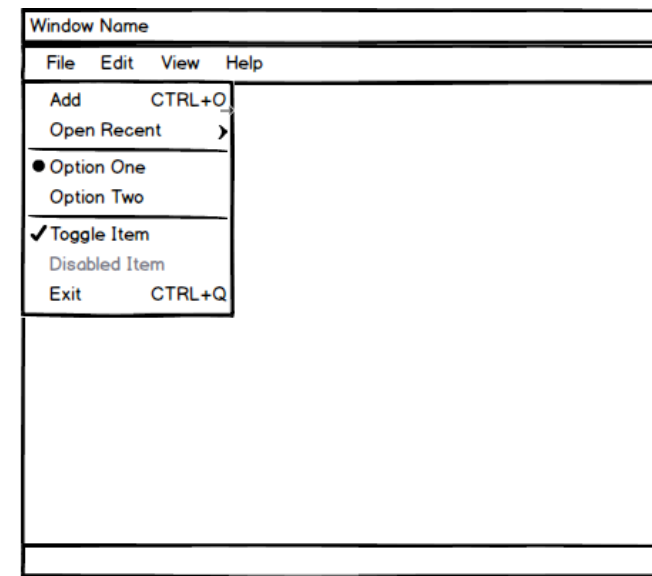 Window Name
File Edit View Help
Add CTRL+O
Open Recent
Option One
Option Two
Toggle Item
Disabled Item
Exit CTRL+Q